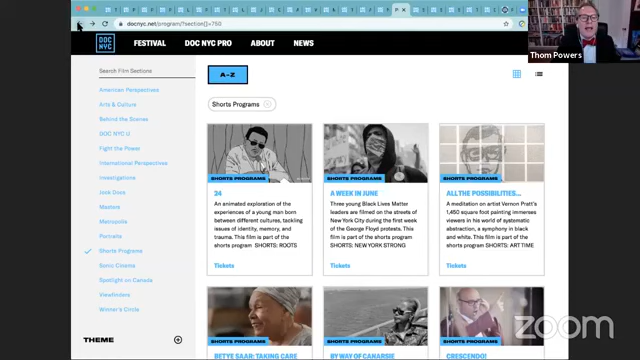 docnyc.net/program/?section[]=750
DOC
NYC
FESTIVAL
DOC NYC PRO
ABOUT
NEWS
Thom Powers
Search Film Sections
American Perspectives
Arts & Culture
Behind the Scenes
DOC NYC U
Fight the Power
International Perspectives
Investigations
Jock Docs
Masters
Metropolis
Portraits
Shorts Programs
Sonic Cinema
Spotlight on Canada
Viewfinders
Winner's Circle
THEME
A–Z
Shorts Programs
SHORTS PROGRAMS
34
An animated exploration of the
experiences of a young man born
between different cultures, tackling
issues of identity, memory, and
trauma. This film is part of the
shorts program SHORTS: ROOTS
Tickets
SHORTS PROGRAMS
A WEEK IN JUNE
Three young Black Lives Matter
leaders are filmed on the streets of
New York City during the first week
of the George Floyd protests. This
film is part of the shorts program
SHORTS: NEW YORK STRONG
Tickets
SHORTS PROGRAMS
ALL THE POSSIBILITIES...
A meditation on artist Vernon Pratt's
1,450 square foot painting immerses
viewers in his world of systematic
abstraction, a symphony in black
and white. This film is part of the
shorts program SHORTS: ART TIME
Tickets
SHORTS PROGRAMS
BETYE SAAR: TAKING CARE
SHORTS PROGRAMS
BY WAY OF CANARSIE
SHORTS PROGRAMS
CRESCENDO!
zoom